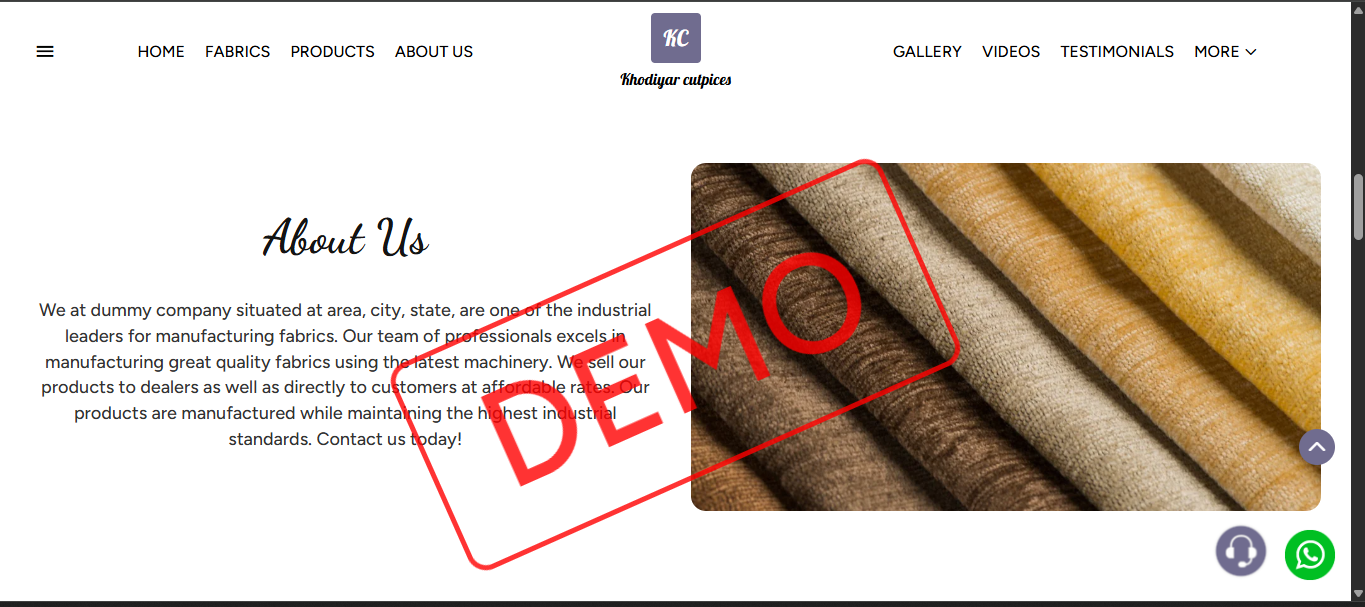 HOME FABRICS PRODUCTS ABOUT US
KC
Khodiyar cutpices
GALLERY VIDEOS TESTIMONIALS MORE
About Us
We at dummy company situated at area, city, state, are one of the industrial
leaders for manufacturing fabrics. Our team of professionals excels in
manufacturing great quality fabrics using the latest machinery. We sell our
products to dealers as well as directly to customers at affordable rates. Our
products are manufactured while maintaining the highest industrial
standards. Contact us today!
DEMO